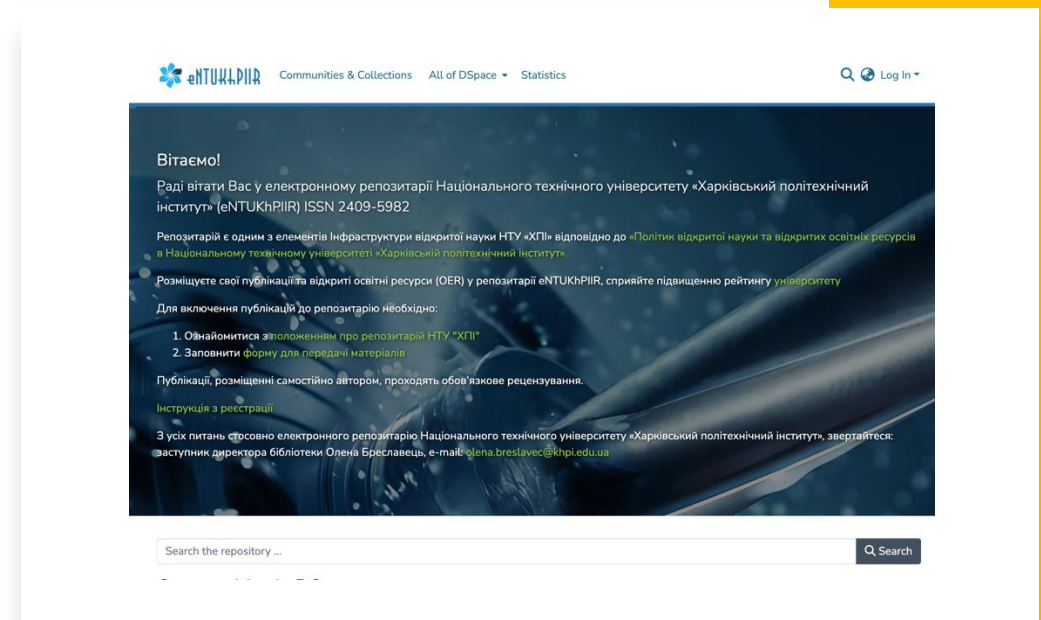 eNTUKhPIIR Communities & Collections All of DSpace Statistics Log In
Вітаємо!
Раді вітати Вас у електронному репозитарії Національного технічного університету «Харківський політехнічний
інститут» (eNTUKhPIIR) ISSN 2409-5982
Репозитарій є одним з елементів Інфраструктури відкритої науки НТУ «ХПІ» відповідно до «Політик відкритої науки та відкритих освітніх ресурсів
в Національному технічному університеті «Харківській політехнічний інститут».
Розміщуєте свої публікації та відкриті освітні ресурси (OER) у репозитарії eNTUKhPIIR, сприяйте підвищенню рейтингу університету
Для включення публікацій до репозитарію необхідно:
1. Ознайомитися з положенням про репозитарій НТУ "ХПІ"
2. Заповнити форму для передачі матеріалів
Публікації, розміщенні самостійно автором, проходять обов'язкове рецензування.
Інструкція з реєстрації
З усіх питань стосовно електронного репозитарію Національного технічного університету «Харківський політехнічний інститут», звертайтеся:
заступник директора бібліотеки Олена Бреславець, e-mail: olena.breslavec@khpi.edu.ua
Search the repository ... Search